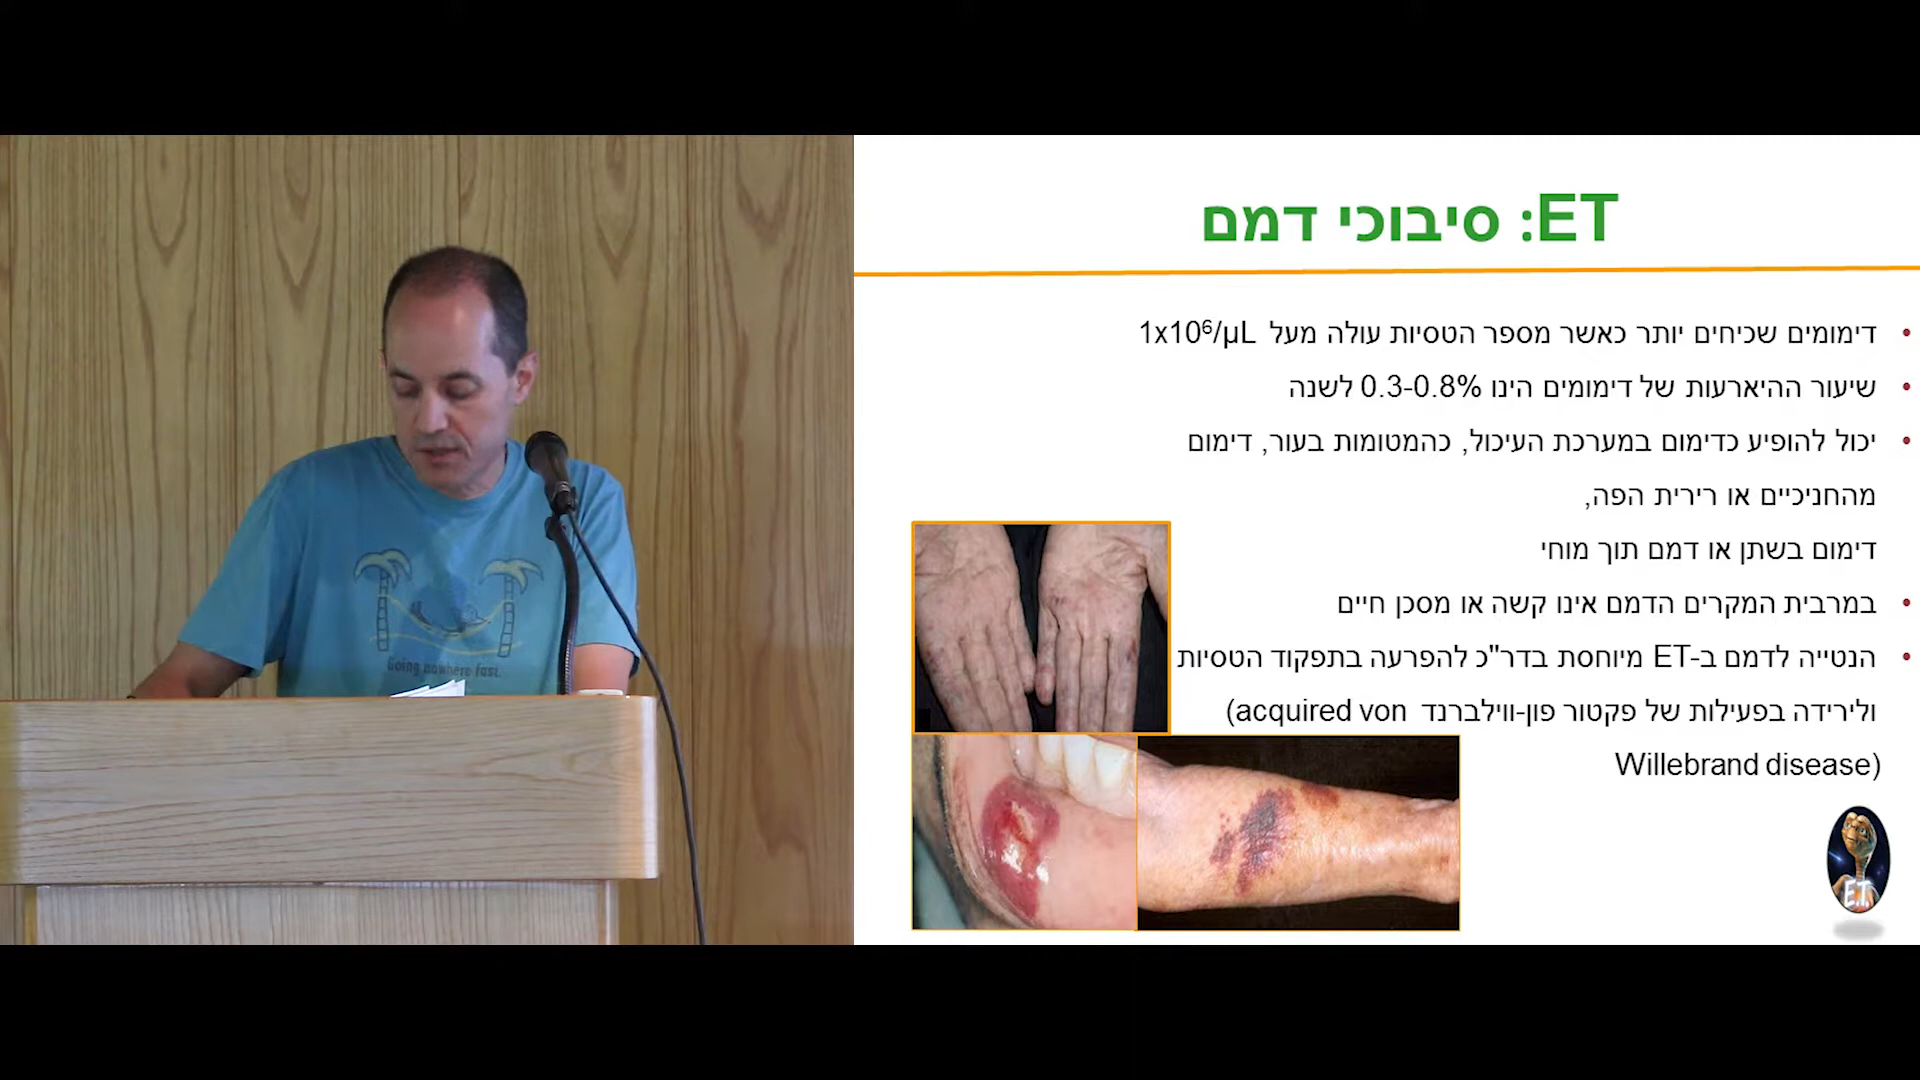 ET: סיבוכי דמם
דימומים שכיחים יותר כאשר מספר הטסיות עולה מעל 1x10⁶/µL
שיעור ההיארעות של דימומים הינו 0.3-0.8% לשנה
יכול להופיע כדימום במערכת העיכול, כהמטומות בעור, דימום
מהחניכיים או רירית הפה,
דימום בשתן או דמם תוך מוחי
במרבית המקרים הדמם אינו קשה או מסכן חיים
הנטייה לדמם ב-ET מיוחסת בדר"כ להפרעה בתפקוד הטסיות
ולירידה בפעילות של פקטור פון-ווילברנד (acquired von
Willebrand disease)
Going nowhere fast.
E.T.